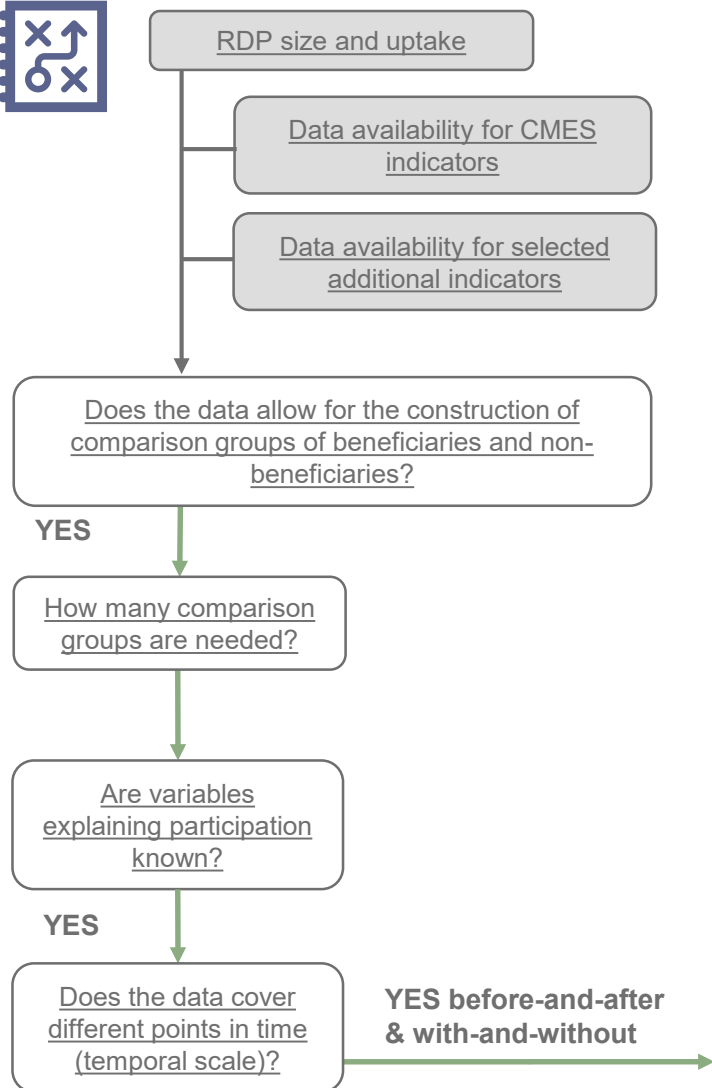 RDP size and uptake
Data availability for CMES
indicators
Data availability for selected
additional indicators
Does the data allow for the construction of
comparison groups of beneficiaries and non-
beneficiaries?
YES
How many comparison
groups are needed?
Are variables
explaining participation
known?
YES
Does the data cover
different points in time
(temporal scale)?
YES before-and-after
& with-and-without